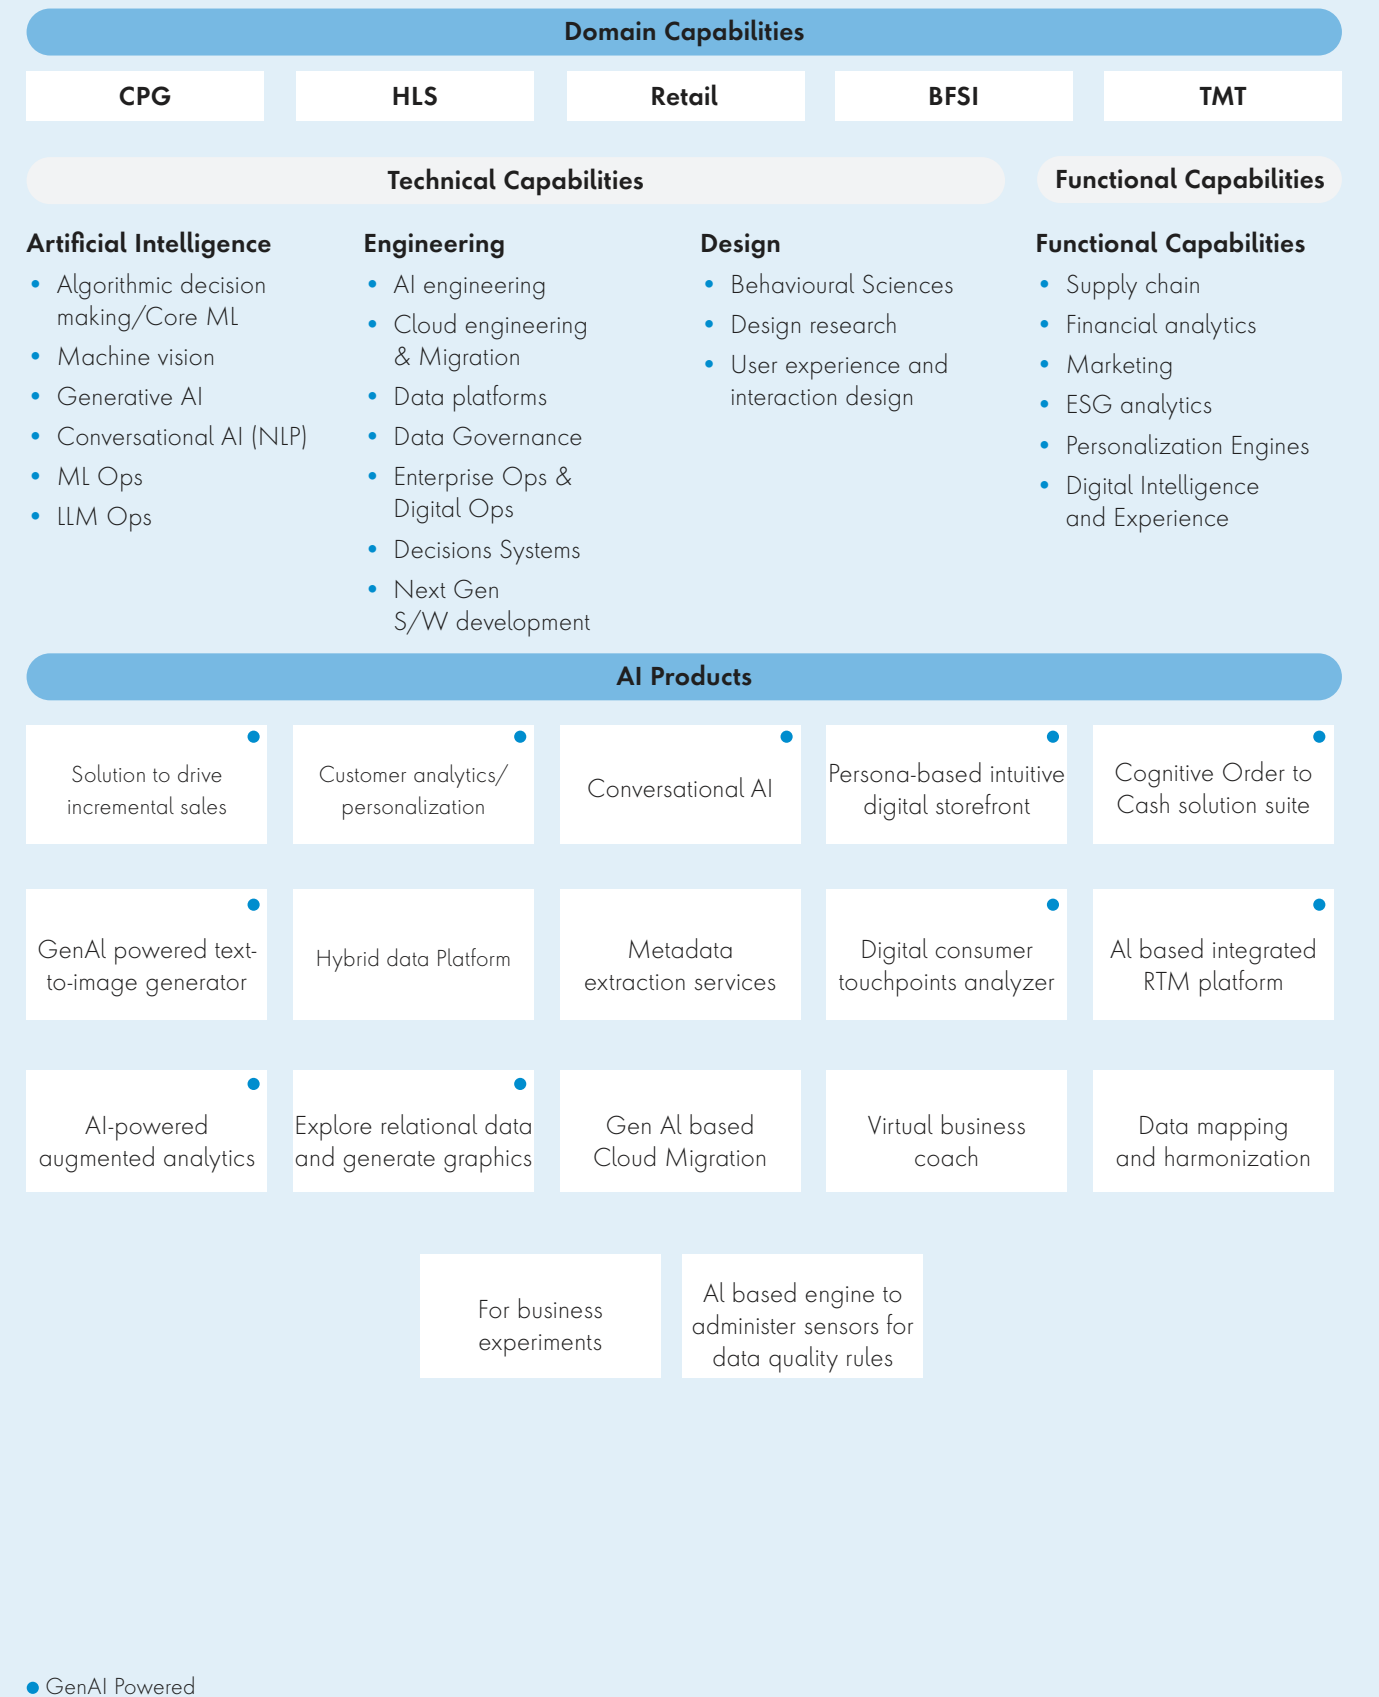 Domain Capabilities
CPG
HLS
Retail
BFSI
TMT
Technical Capabilities
Functional Capabilities
Artificial Intelligence
• Algorithmic decision
making/Core ML
• Machine vision
• Generative AI
• Conversational AI (NLP)
• ML Ops
• LLM Ops
Engineering
• AI engineering
• Cloud engineering
& Migration
• Data platforms
• Data Governance
• Enterprise Ops &
Digital Ops
• Decisions Systems
• Next Gen
S/W development
Design
• Behavioural Sciences
• Design research
• User experience and
interaction design
Functional Capabilities
• Supply chain
• Financial analytics
• Marketing
• ESG analytics
• Personalization Engines
• Digital Intelligence
and Experience
AI Products
Solution to drive
incremental sales
Customer analytics/
personalization
Conversational AI
Persona-based intuitive
digital storefront
Cognitive Order to
Cash solution suite
GenAI powered text-
to-image generator
Hybrid data Platform
Metadata
extraction services
Digital consumer
touchpoints analyzer
AI based integrated
RTM platform
AI-powered
augmented analytics
Explore relational data
and generate graphics
Gen AI based
Cloud Migration
Virtual business
coach
Data mapping
and harmonization
For business
experiments
AI based engine to
administer sensors for
data quality rules
● GenAI Powered